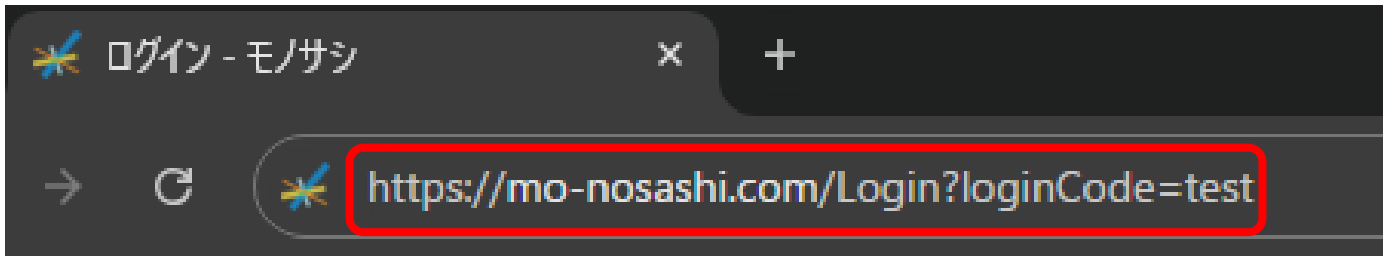 ログイン - モノサシ
https://mo-nosashi.com/Login?loginCode=test